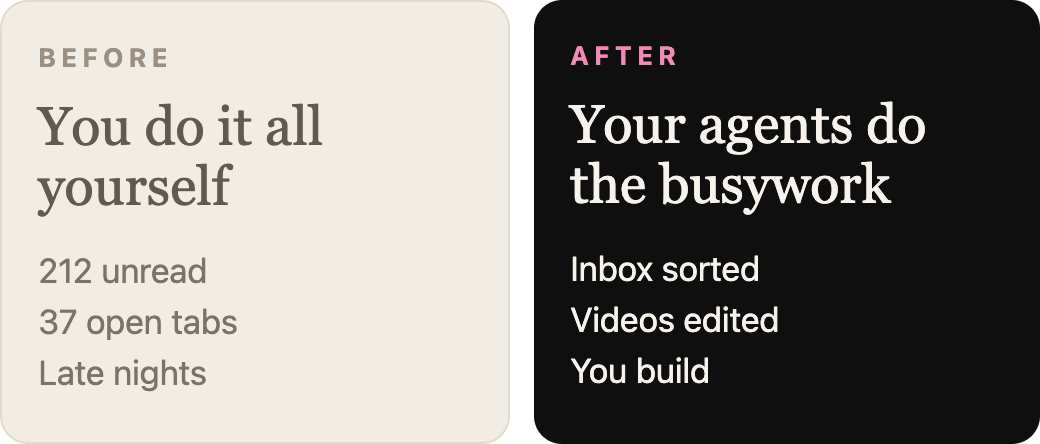 BEFORE
You do it all
yourself
212 unread
37 open tabs
Late nights
AFTER
Your agents do
the busywork
Inbox sorted
Videos edited
You build